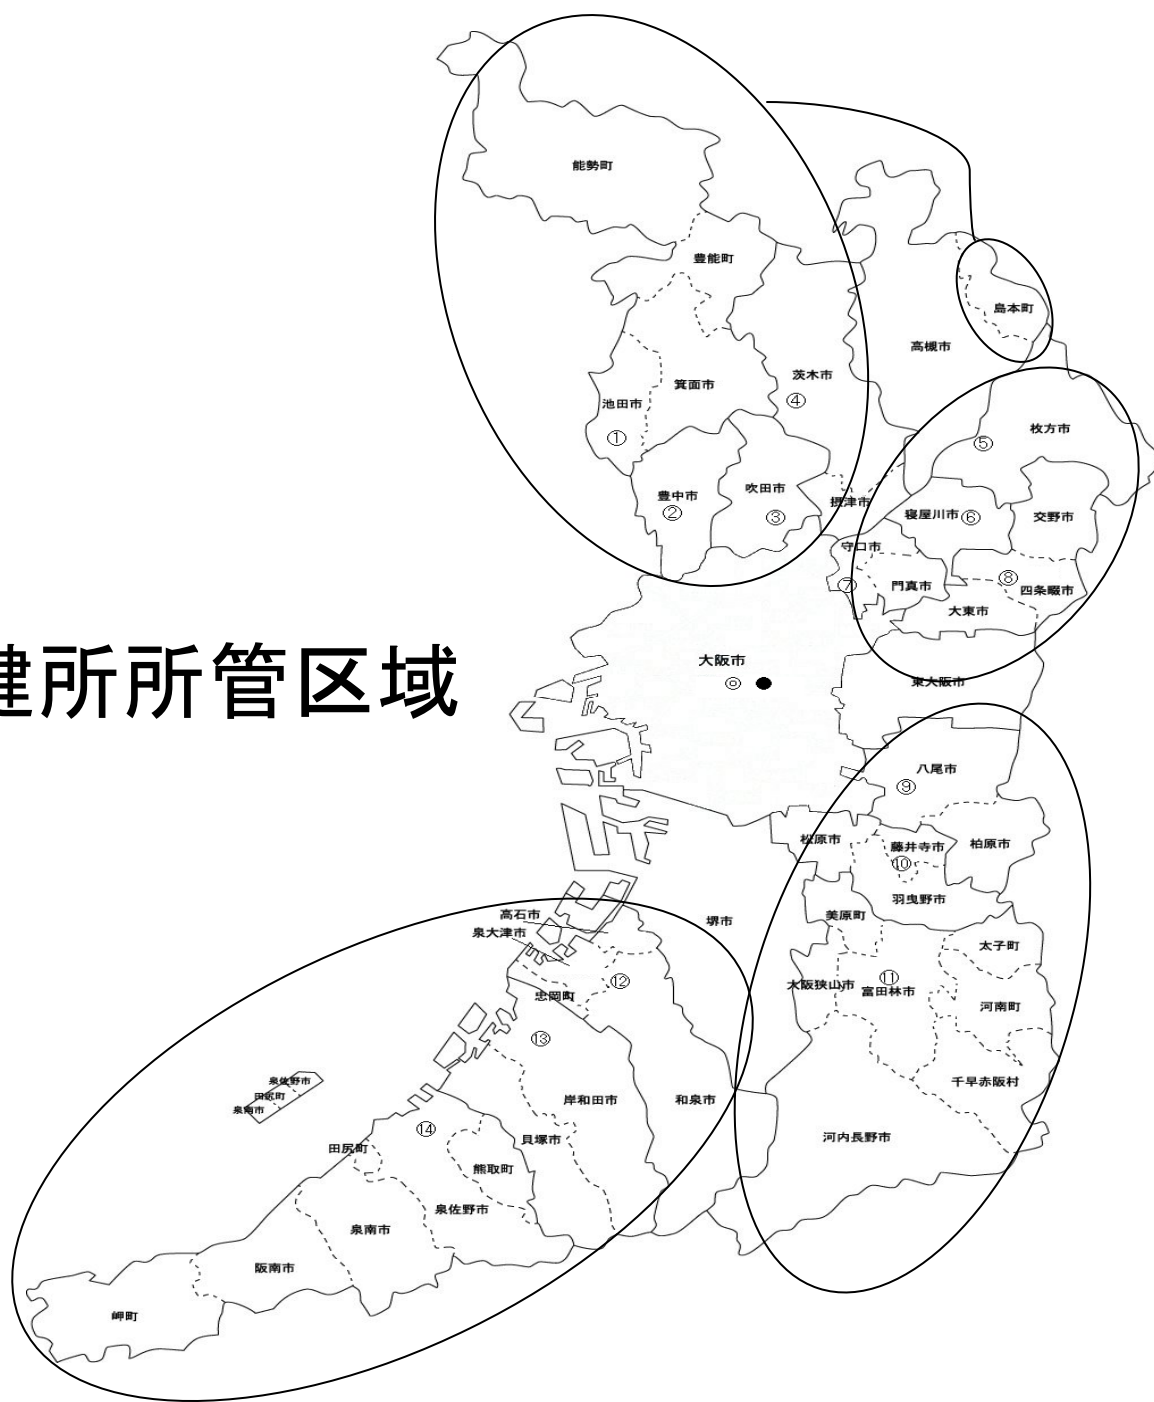 能勢町
豊能町
島本町
高槻市
茨木市
④
箕面市
池田市
①
枚方市
⑤
豊中市
②
吹田市
③
摂津市
寝屋川市⑥
交野市
守口市
⑦
門真市
⑧
四条畷市
大東市
大阪市
◎ ●
東大阪市
建所所管区域
八尾市
⑨
松原市
藤井寺市
⑩
柏原市
羽曳野市
美原町
高石市
泉大津市
堺市
太子町
⑫
忠岡町
大阪狭山市
⑪
富田林市
河南町
⑬
千早赤阪村
泉佐野市
田尻町
泉南市
岸和田市
和泉市
⑭
貝塚市
河内長野市
田尻町
熊取町
泉佐野市
泉南市
阪南市
岬町